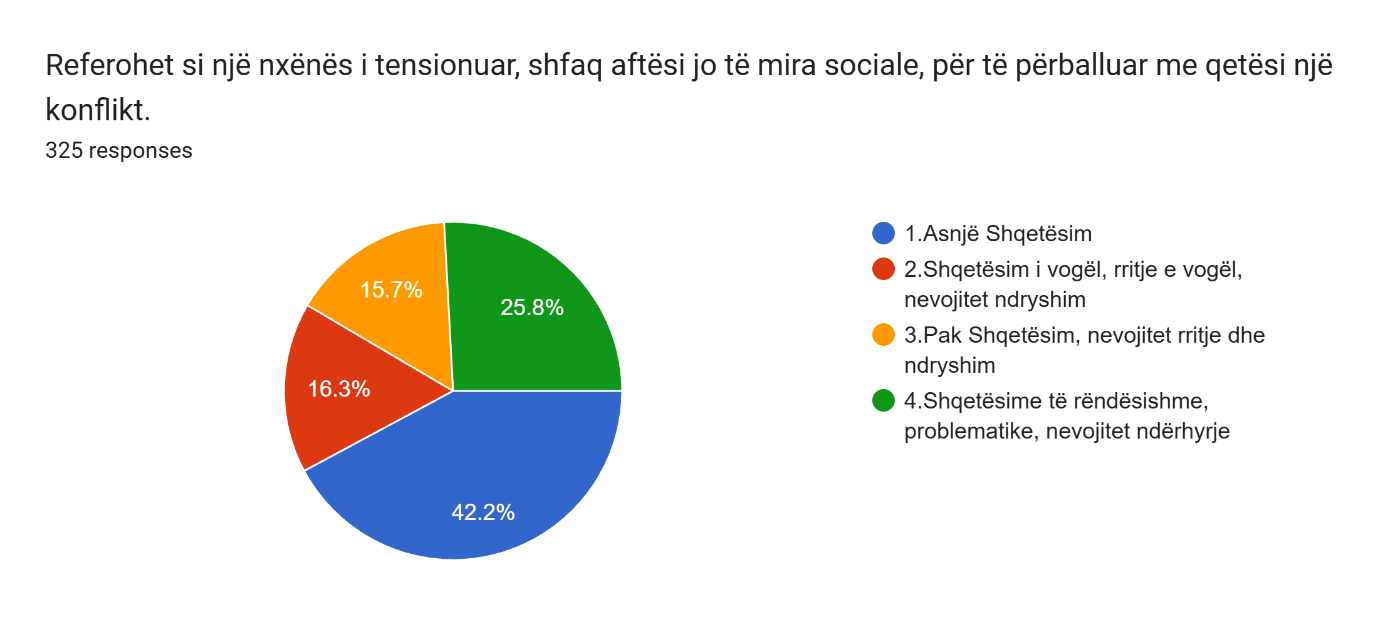 Referohet si një nxënës i tensionuar, shfaq aftësi jo të mira sociale, për të përballuar me qetësi një
konflikt.
325 responses
15.7%
25.8%
16.3%
42.2%
1.Asnjë Shqetësim
2.Shqetësim i vogël, rritje e vogël,
nevojitet ndryshim
3.Pak Shqetësim, nevojitet rritje dhe
ndryshim
4.Shqetësime të rëndësishme,
problematike, nevojitet ndërhyrje